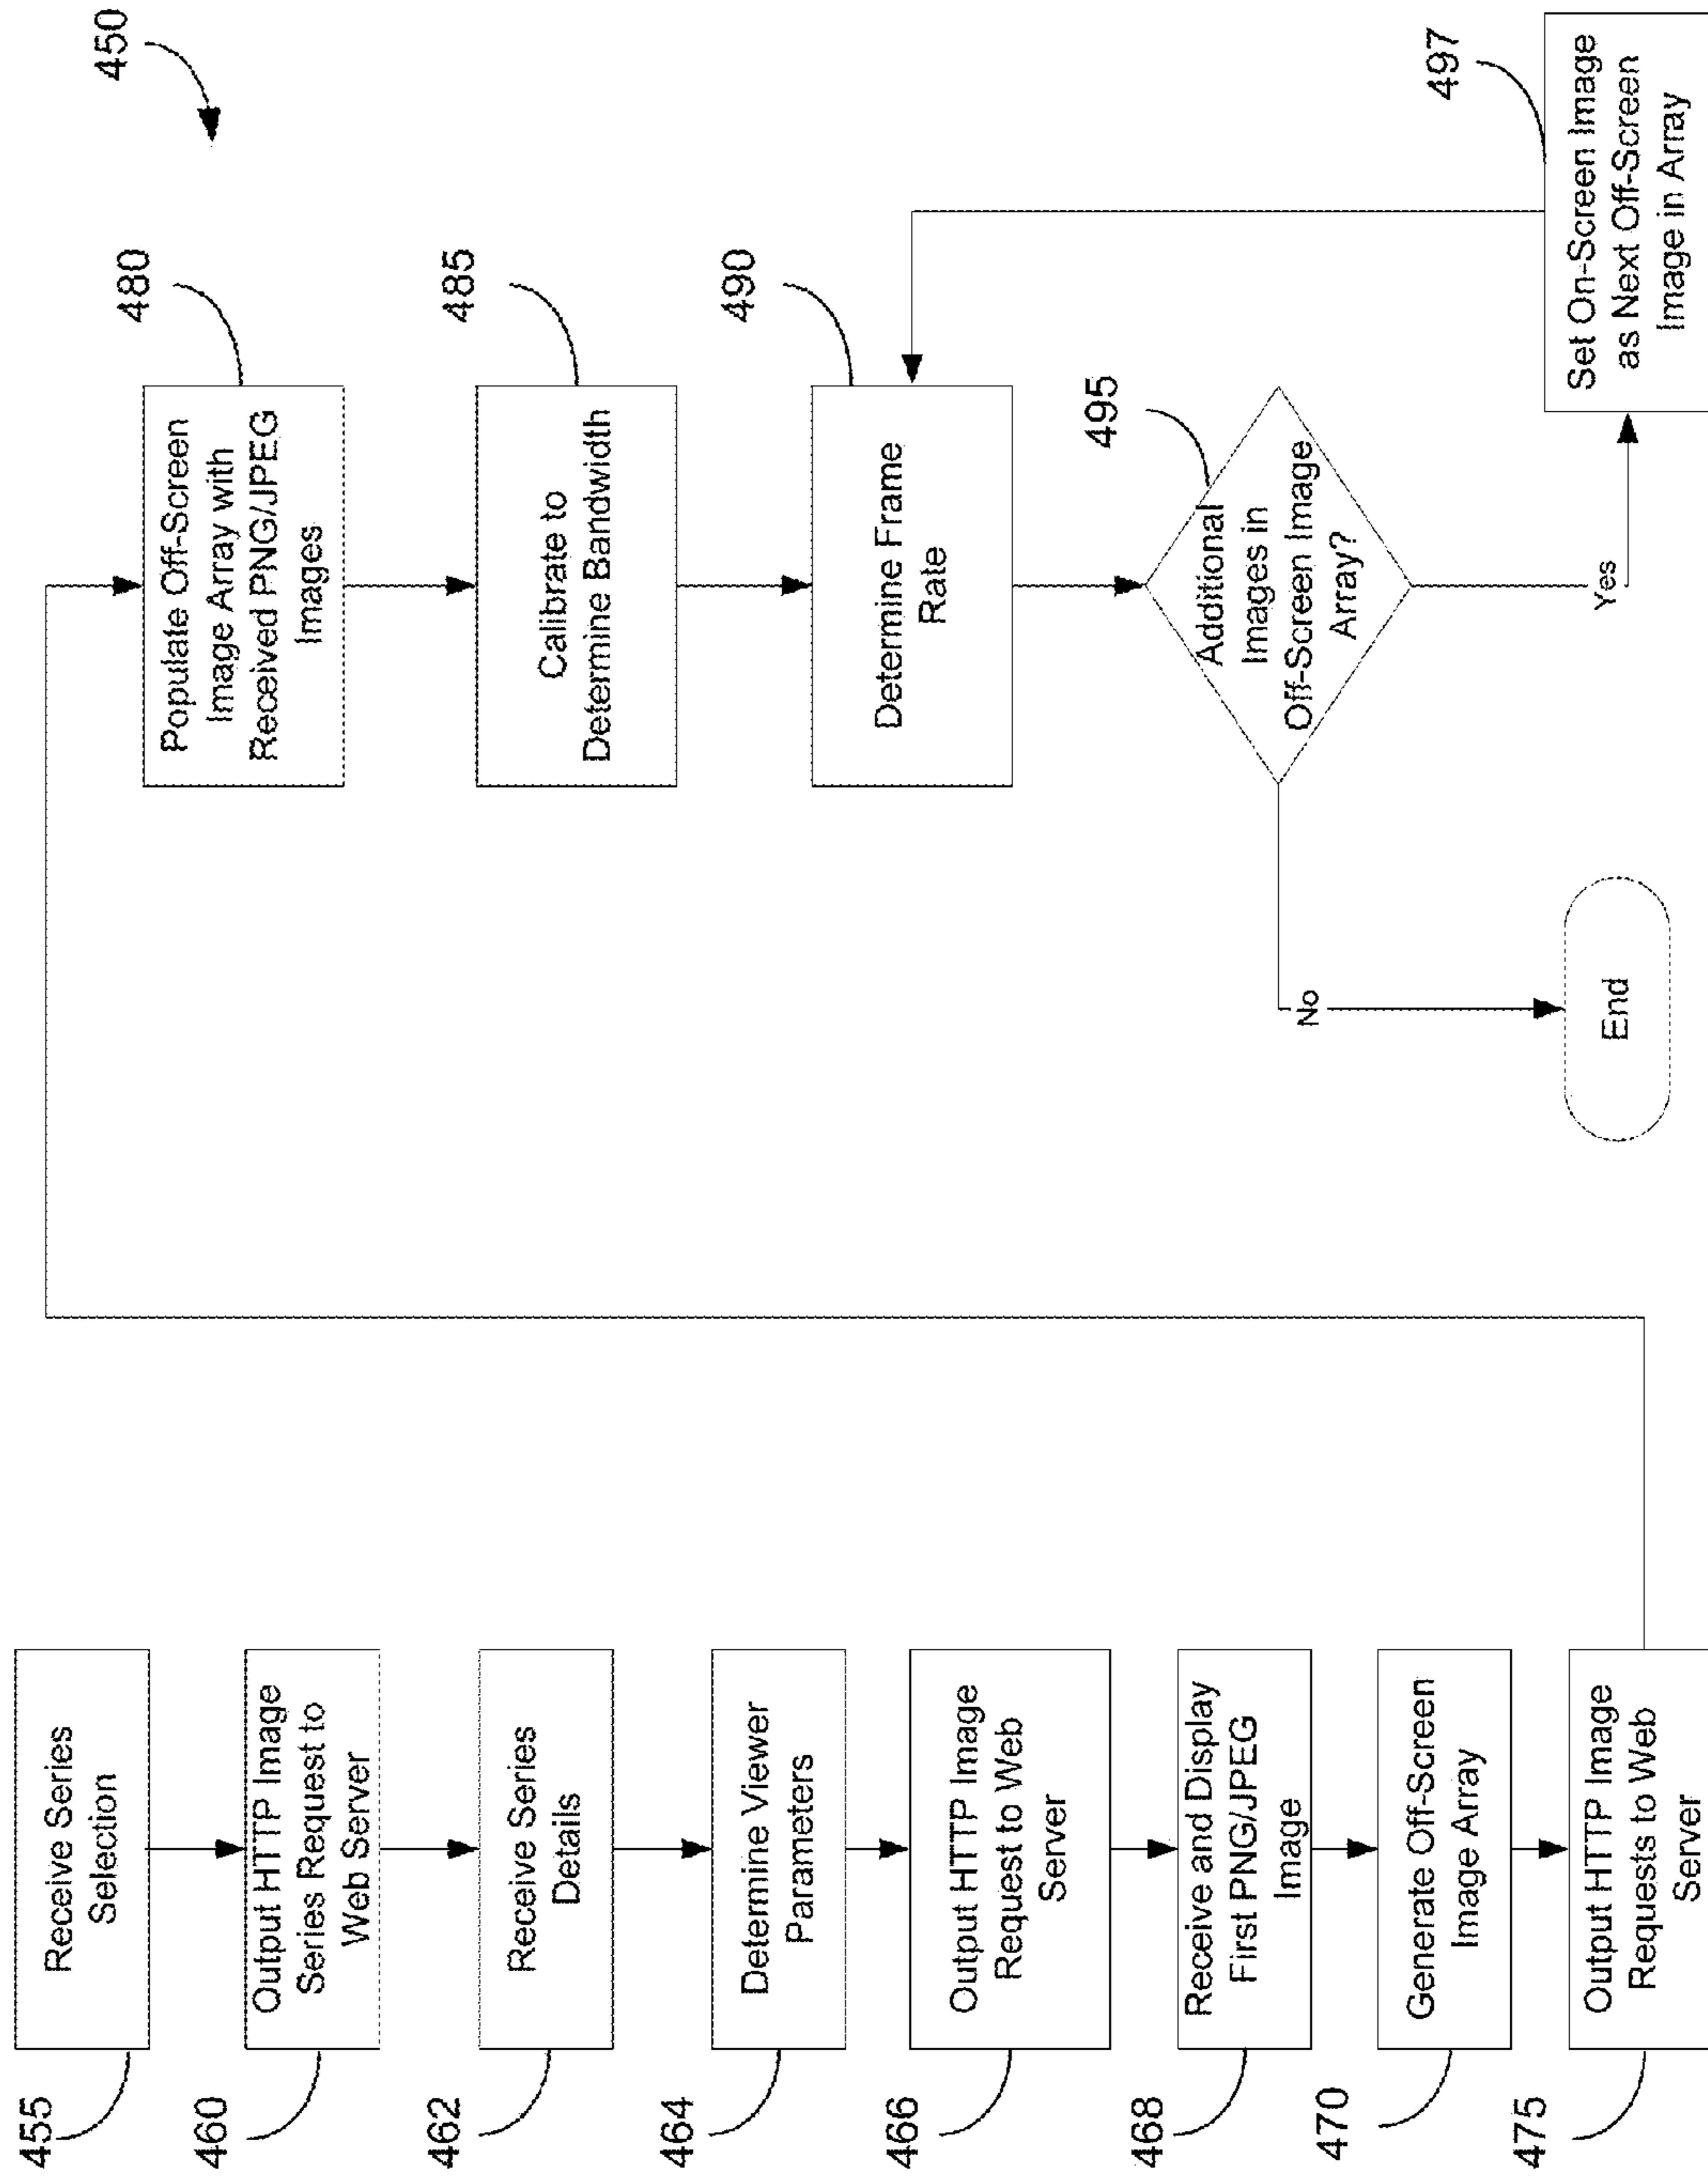 450
455
Receive Series
Selection
460
Output HTTP Image
Series Request to
Web Server
462
Receive Series
Details
464
Determine Viewer
Parameters
466
Output HTTP Image
Request to Web
Server
468
Receive and Display
First PNG/JPEG
Image
470
Generate Off-Screen
Image Array
475
Output HTTP Image
Requests to Web
Server
480
Populate Off-Screen
Image Array with
Received PNG/JPEG
Images
485
Calibrate to
Determine Bandwidth
490
Determine Frame
Rate
495
Additional
Images in
Off-Screen Image
Array?
No
End
Yes
497
Set On-Screen Image
as Next Off-Screen
Image in Array